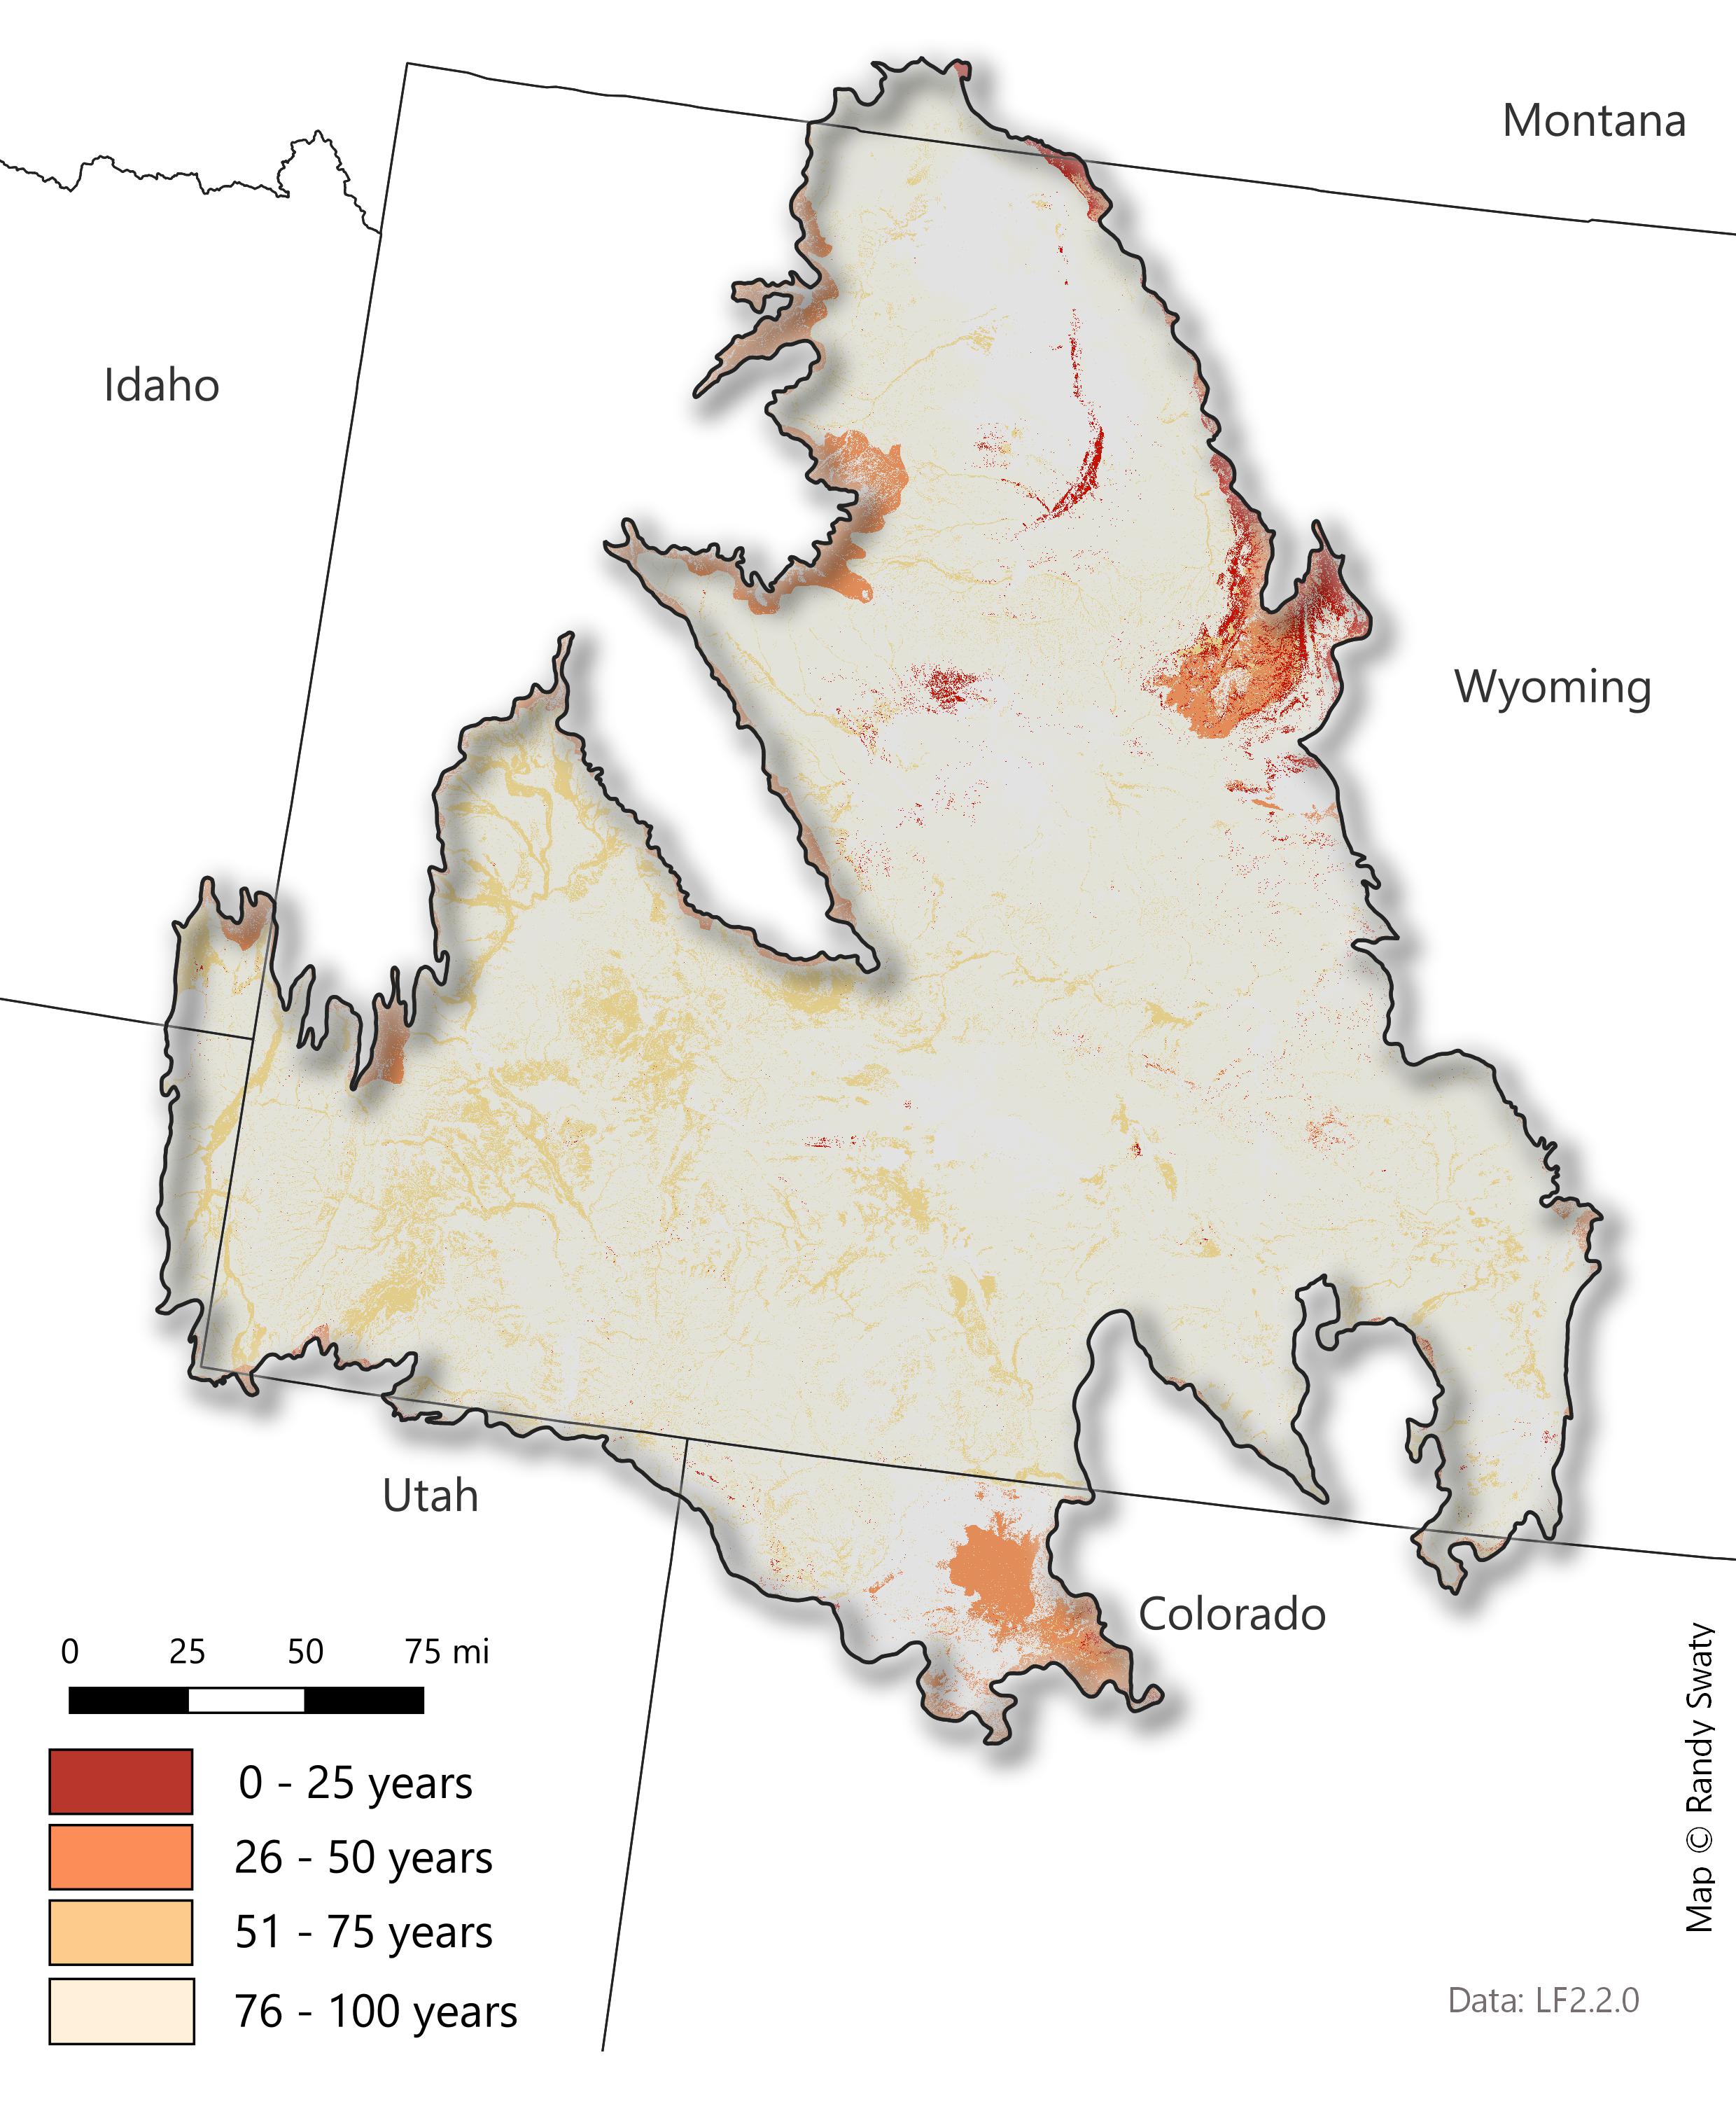 Montana
Idaho
Wyoming
Utah
Colorado
0 25 50 75 mi
0 - 25 years
26 - 50 years
51 - 75 years
76 - 100 years
Map © Randy Swaty
Data: LF2.2.0